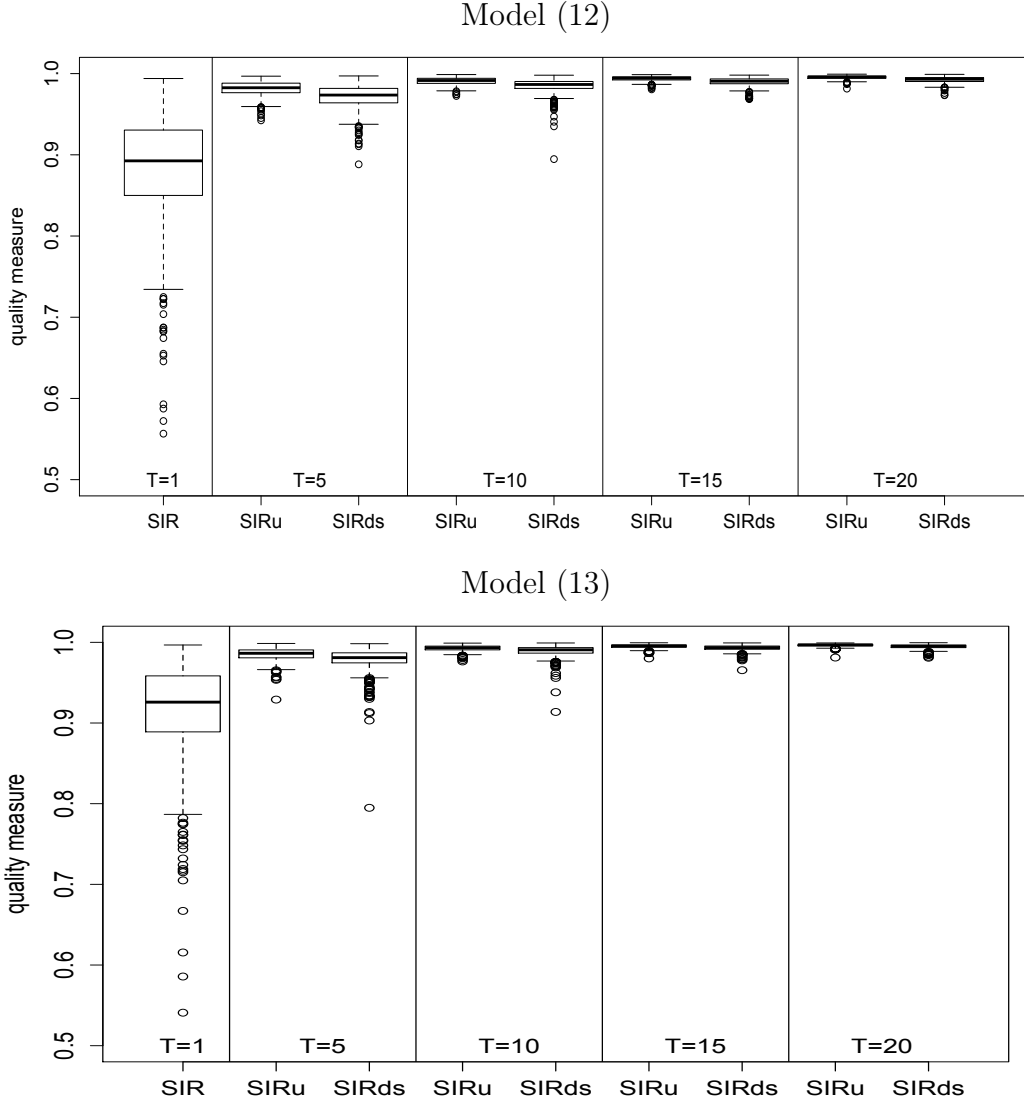 Model (12)
quality measure
1.0
0.9
0.8
0.7
0.6
0.5
T=1 T=5 T=10 T=15 T=20
SIR SIRu SIRds SIRu SIRds SIRu SIRds SIRu SIRds
Model (13)
quality measure
1.0
0.9
0.8
0.7
0.6
0.5
T=1 T=5 T=10 T=15 T=20
SIR SIRu SIRds SIRu SIRds SIRu SIRds SIRu SIRds